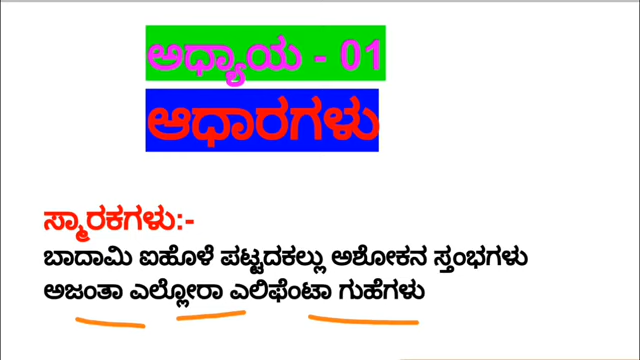 ಅಧ್ಯಾಯ - 01
ಆಧಾರಗಳು
ಸ್ಮಾರಕಗಳು:-
ಬಾದಾಮಿ ಐಹೊಳೆ ಪಟ್ಟದಕಲ್ಲು ಅಶೋಕನ ಸ್ತಂಭಗಳು
ಅಜಂತಾ ಎಲ್ಲೋರಾ ಎಲಿಫೆಂಟಾ ಗುಹೆಗಳು